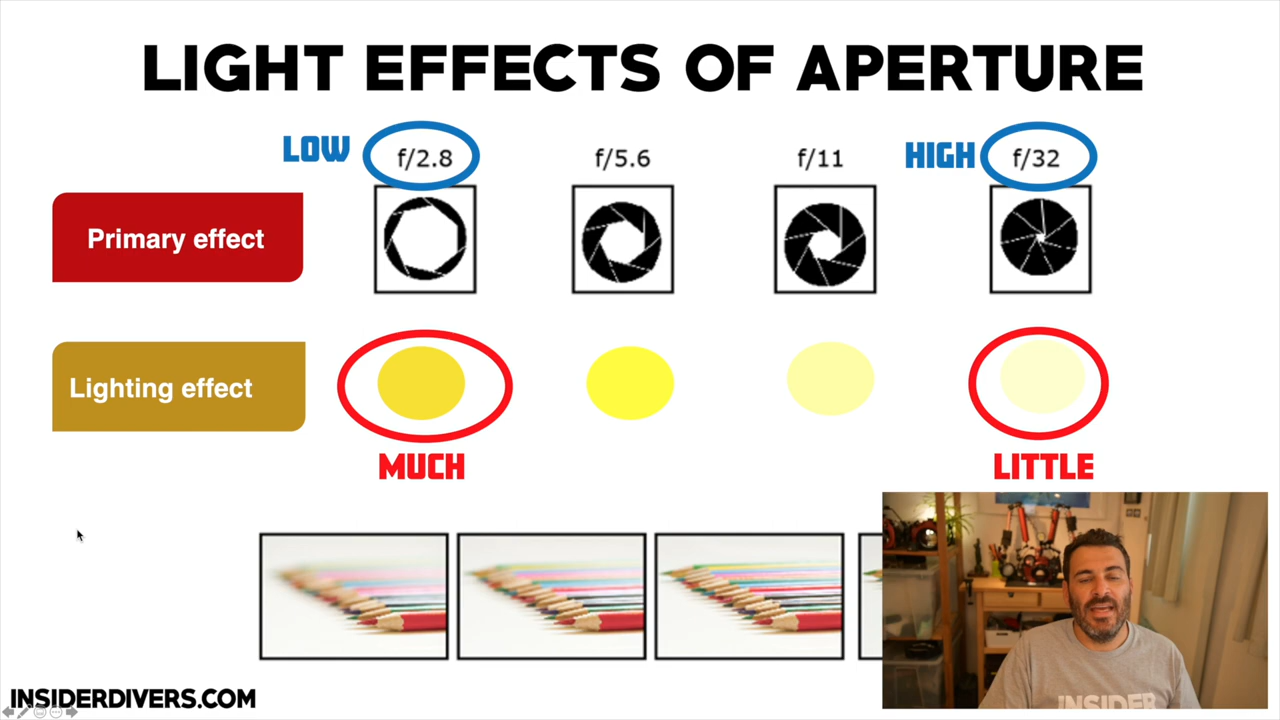 LIGHT EFFECTS OF APERTURE
LOW
f/2.8
f/5.6
f/11
HIGH
f/32
Primary effect
Lighting effect
MUCH
LITTLE
INSIDER
INSIDERDIVERS.COM